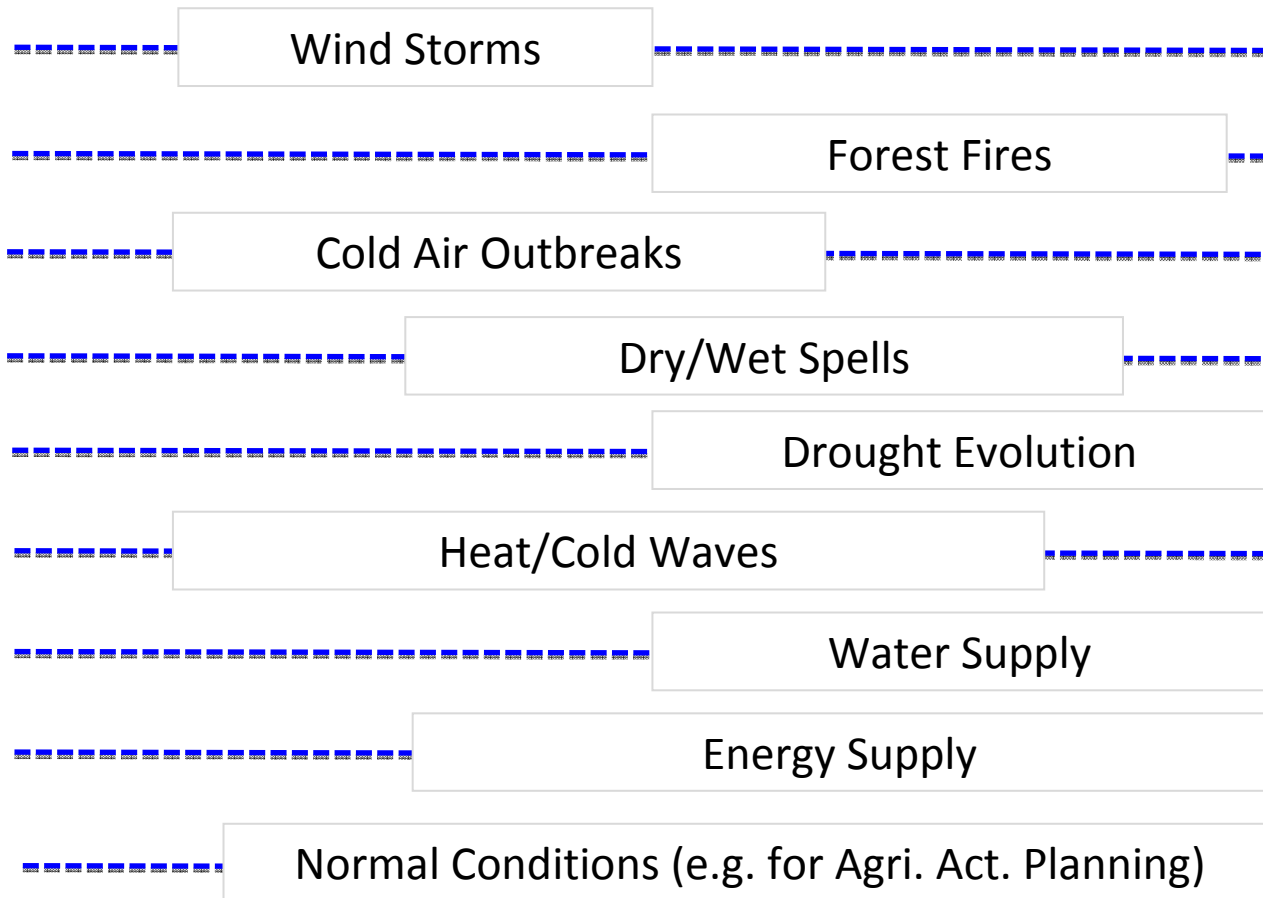 Wind Storms
Forest Fires
Cold Air Outbreaks
Dry/Wet Spells
Drought Evolution
Heat/Cold Waves
Water Supply
Energy Supply
Normal Conditions (e.g. for Agri. Act. Planning)